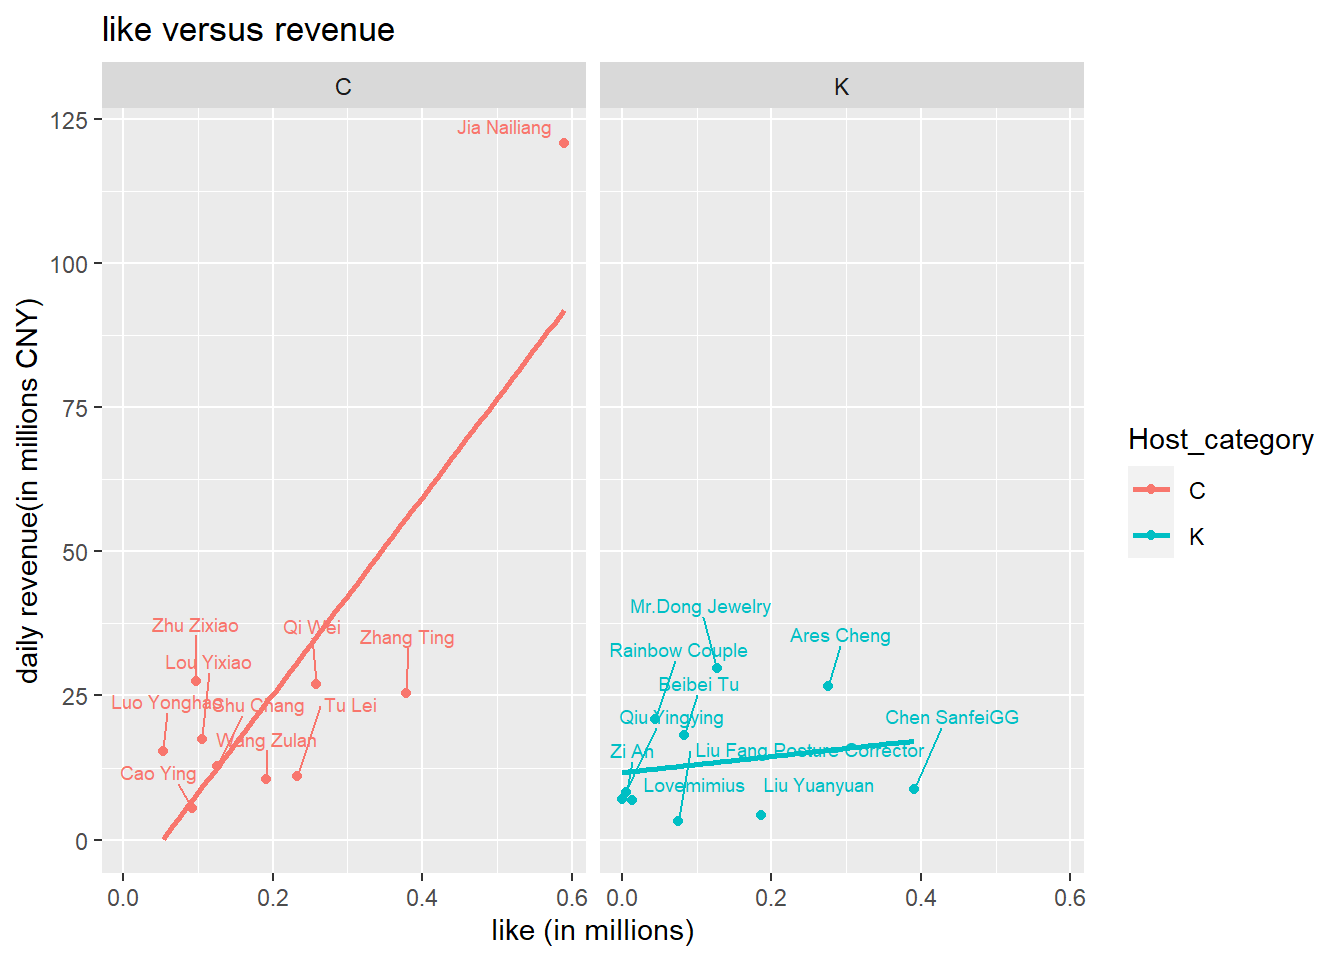 like versus revenue
C
K
125
100
75
50
25
0
daily revenue(in millions CNY)
Jia Nailiang
Zhu Zixiao
Qi Wei
Zhang Ting
Lou Yixiao
Luo Yonghao
Shu Chang
Tu Lei
Wang Zulan
Cao Ying
Mr.Dong Jewelry
Ares Cheng
Rainbow Couple
Beibei Tu
Qiu Yingying
Chen SanfeiGG
Zi An
Liu Fang Posture Corrector
Lovemimius
Liu Yuanyuan
0.0 0.2 0.4 0.6
0.0 0.2 0.4 0.6
like (in millions)
Host_category
C
K